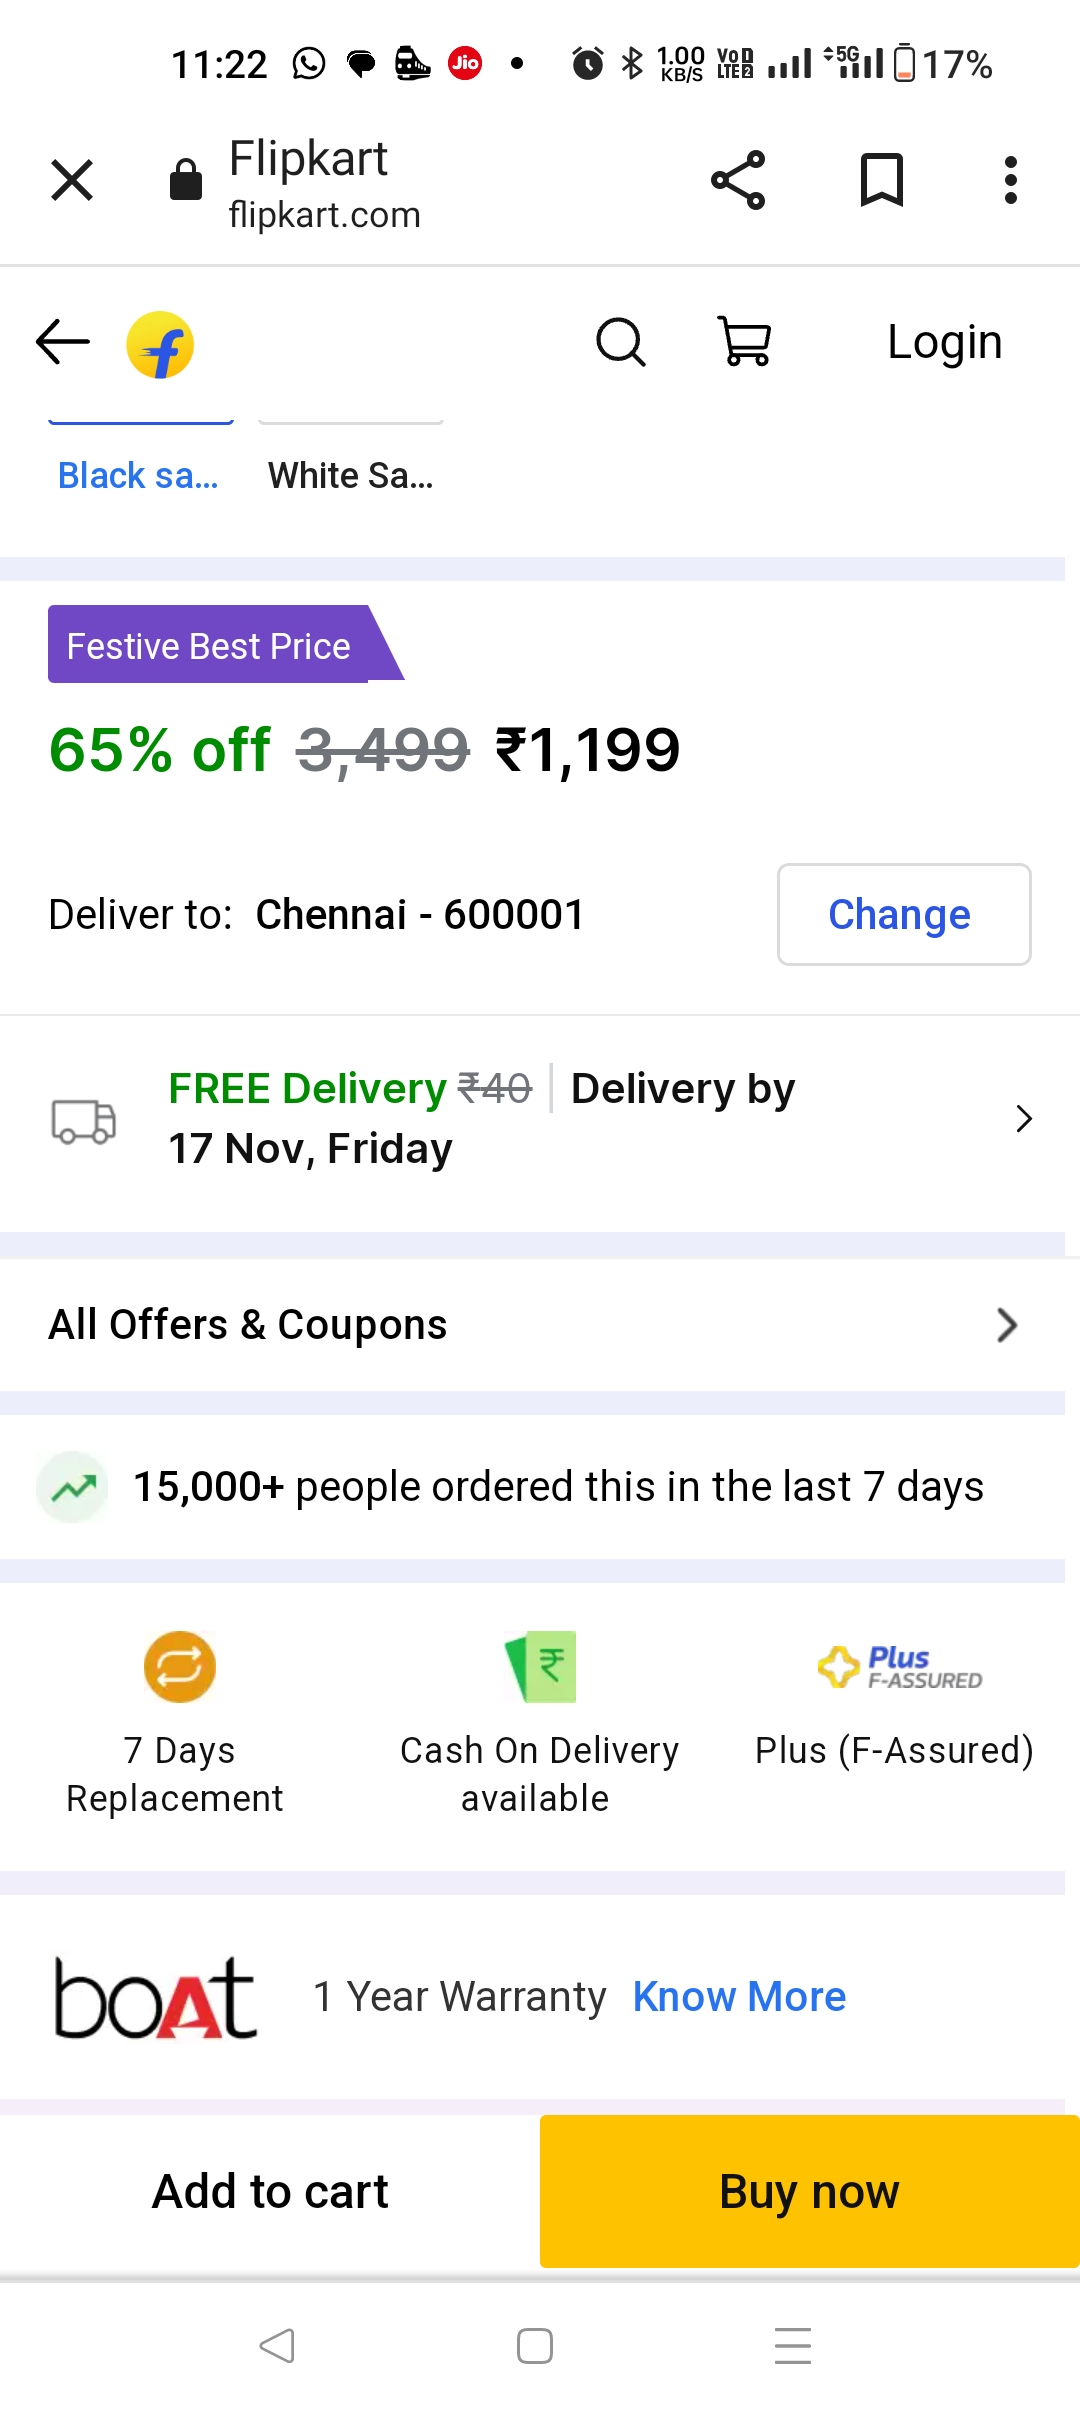 11:22 Jio 1.00 KB/S VoLTE 1 2 5G 17%
Flipkart
flipkart.com
Login
Black sa... White Sa...
Festive Best Price
65% off 3,499 ₹1,199
Deliver to: Chennai - 600001 Change
FREE Delivery ₹40 Delivery by
17 Nov, Friday
All Offers & Coupons
15,000+ people ordered this in the last 7 days
Plus
F-ASSURED
7 Days Cash On Delivery Plus (F-Assured)
Replacement available
boAt 1 Year Warranty Know More
Add to cart Buy now